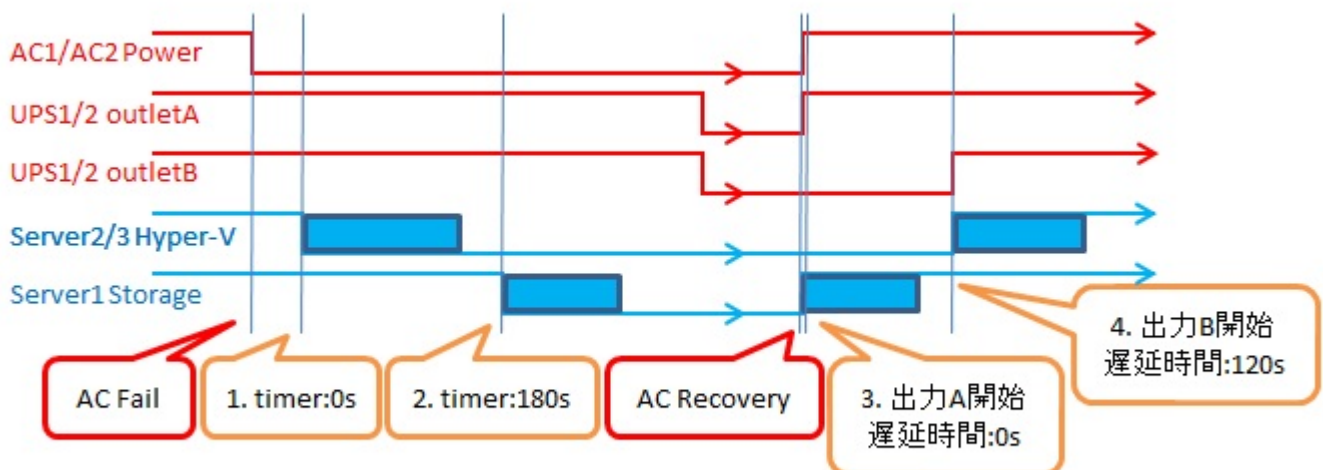 AC1/AC2 Power
UPS1/2 outletA
UPS1/2 outletB
Server2/3 Hyper-V
Server1 Storage
AC Fail
1. timer:0s
2. timer:180s
AC Recovery
3. 出力A開始
遅延時間:0s
4. 出力B開始
遅延時間:120s